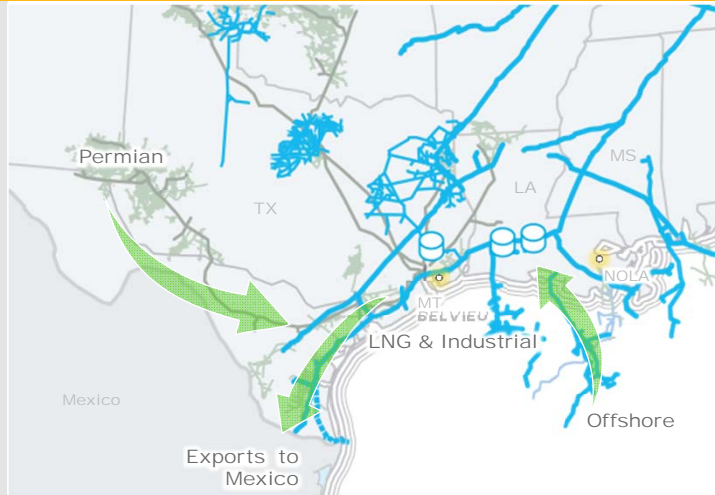 Permian
MS
TX
LA
NOLA
MT
BELVIEU
LNG & Industrial
Mexico
Offshore
Exports to
Mexico